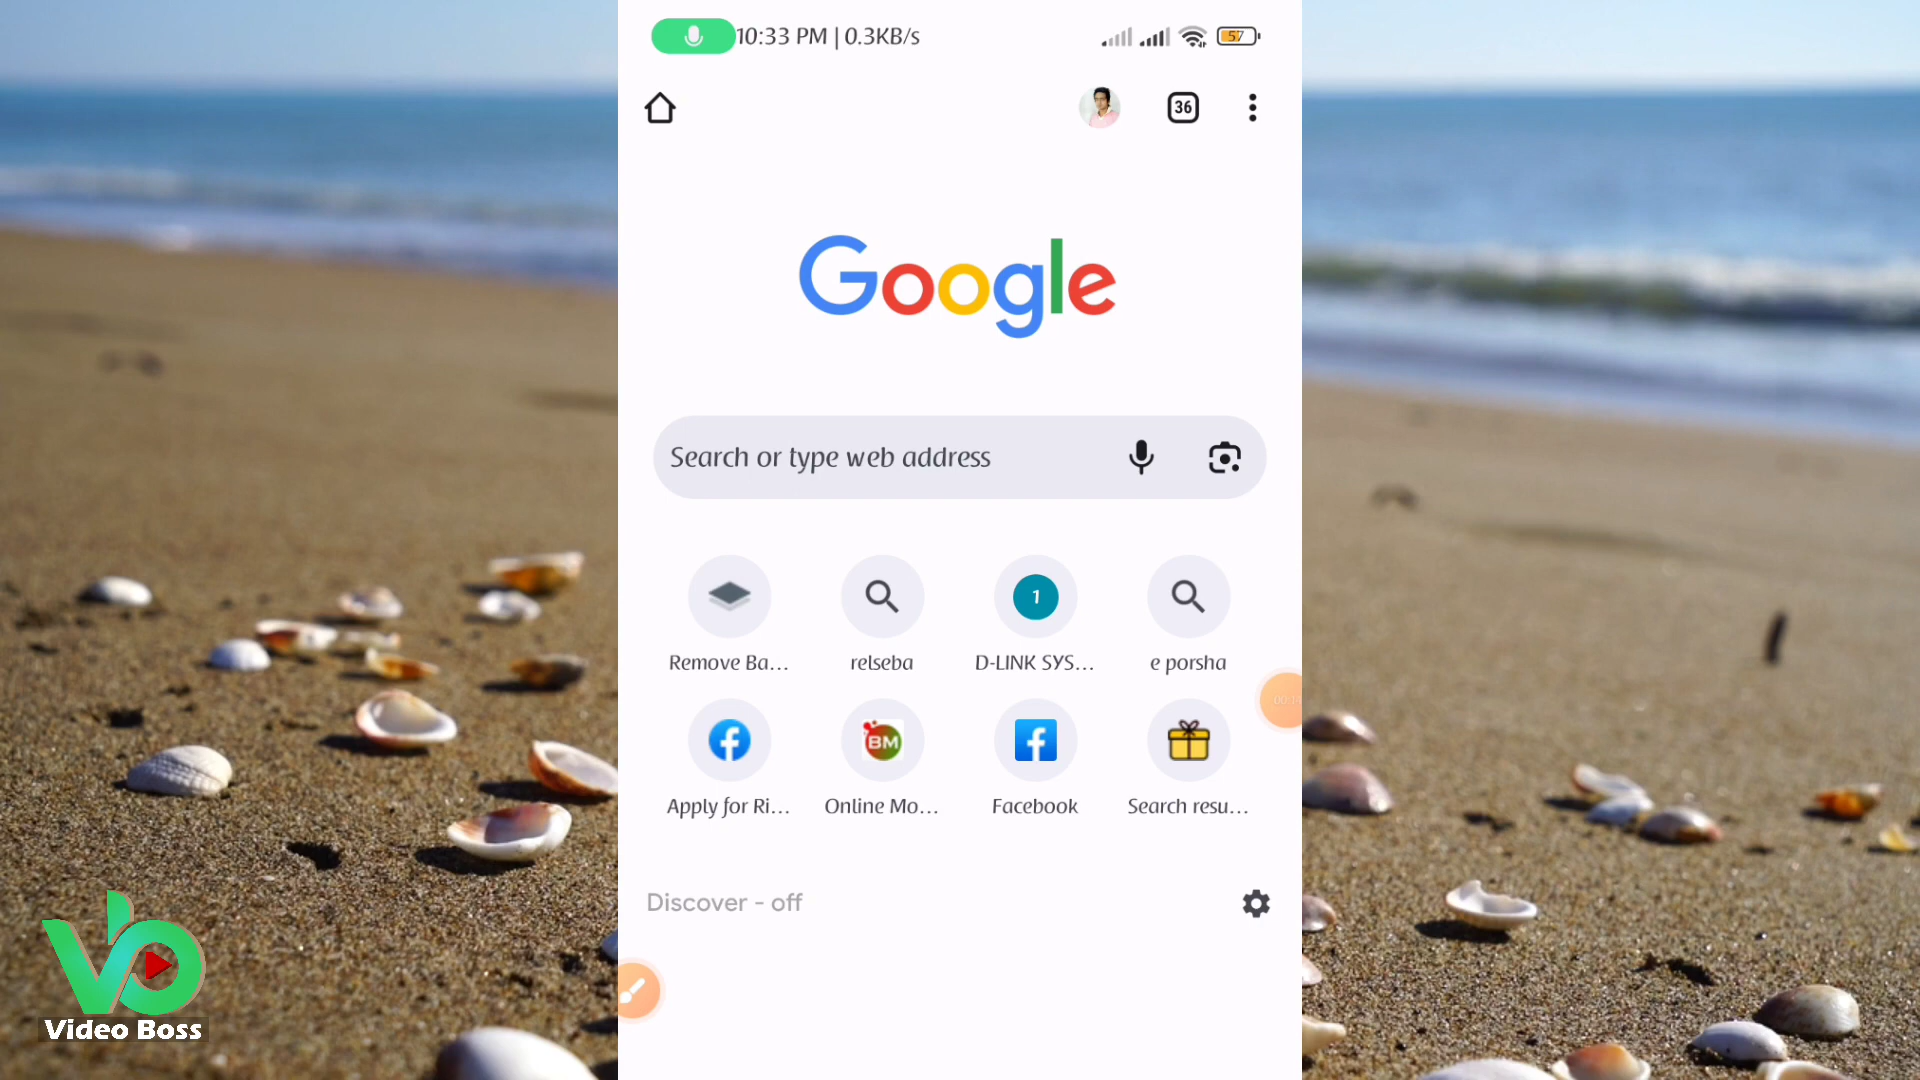 10:33 PM | 0.3KB/s
57
36
Google
Search or type web address
1
Remove Ba...
relseba
D-LINK SYS...
e porsha
BM
Apply for Ri...
Online Mo...
Facebook
Search resu...
Discover - off
Video Boss